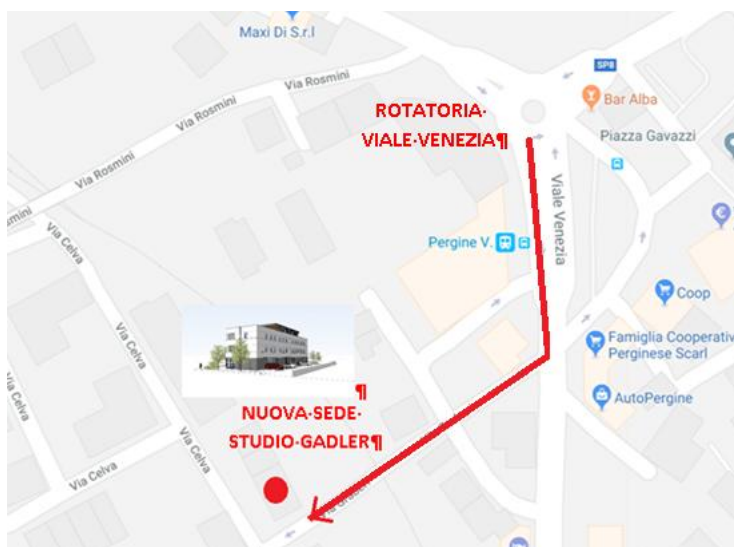 Maxi Di S.r.l
SP8
Via Rosmini
ROTATORIA·
VIALE·VENEZIA¶
Bar Alba
Via Rosmini
Piazza Gavazzi
Via Rosmini
Via Celva
Viale Venezia
Pergine V.
Coop
Via Celva
Famiglia Cooperativ
Perginese Scarl
¶
NUOVA·SEDE·
STUDIO·GADLER¶
AutoPergine
Via Celva
Via Celva
Via Celva